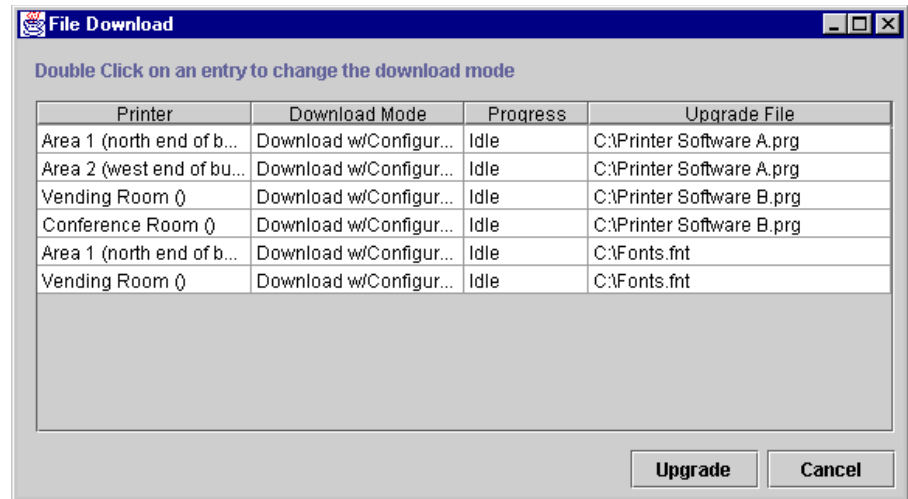 File Download
Double Click on an entry to change the download mode
Printer Download Mode Progress Upgrade File
Area 1 (north end of b... Download w/Configur... Idle C:\Printer Software A.prg
Area 2 (west end of bu... Download w/Configur... Idle C:\Printer Software A.prg
Vending Room () Download w/Configur... Idle C:\Printer Software B.prg
Conference Room () Download w/Configur... Idle C:\Printer Software B.prg
Area 1 (north end of b... Download w/Configur... Idle C:\Fonts.fnt
Vending Room () Download w/Configur... Idle C:\Fonts.fnt
Upgrade Cancel